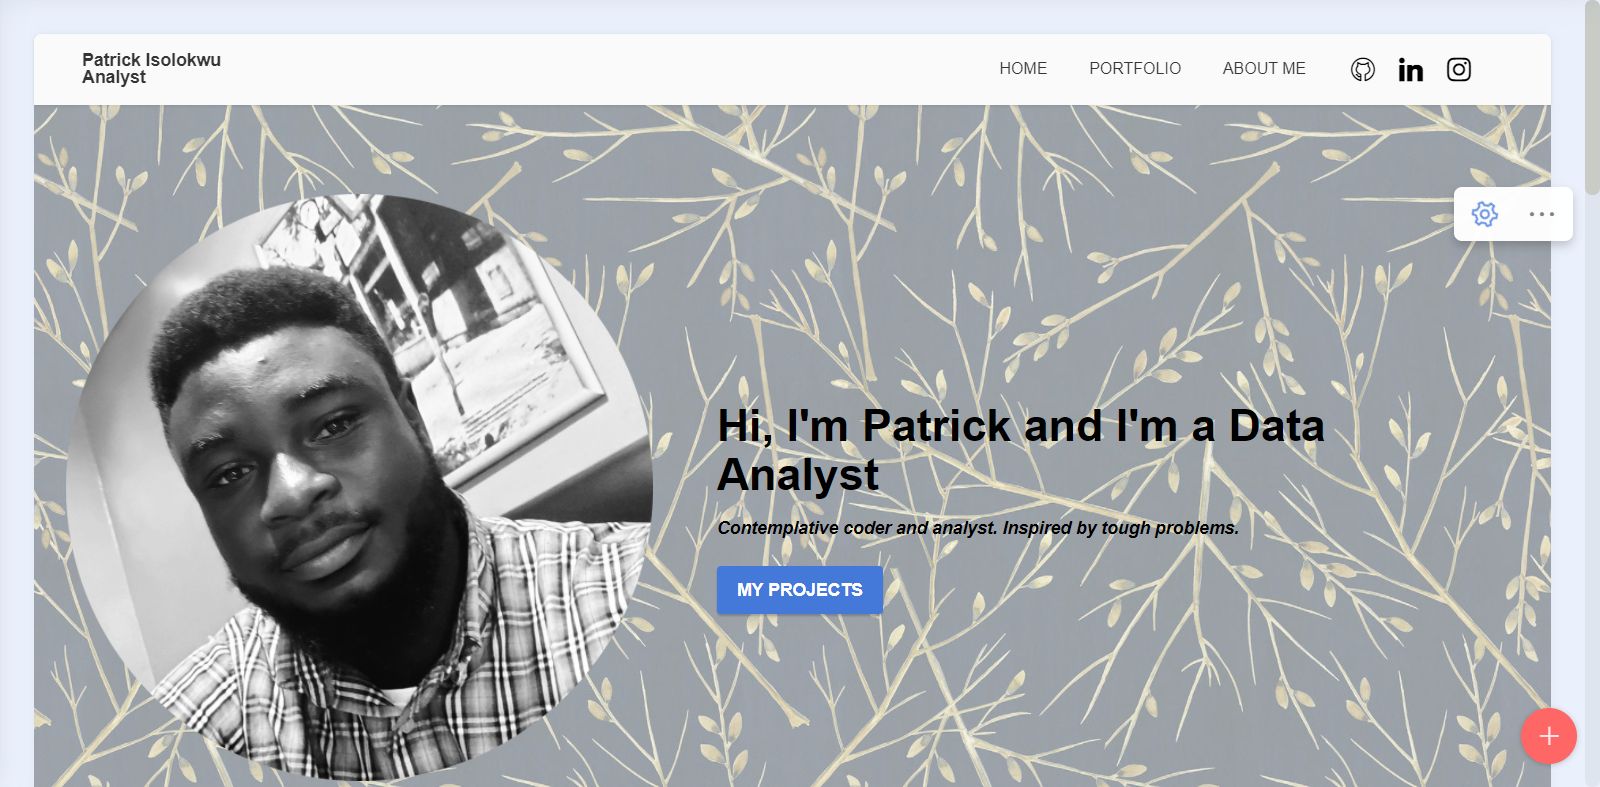 Patrick Isolokwu
Analyst
HOME
PORTFOLIO
ABOUT ME
in
Hi, I'm Patrick and I'm a Data
Analyst
Contemplative coder and analyst. Inspired by tough problems.
MY PROJECTS